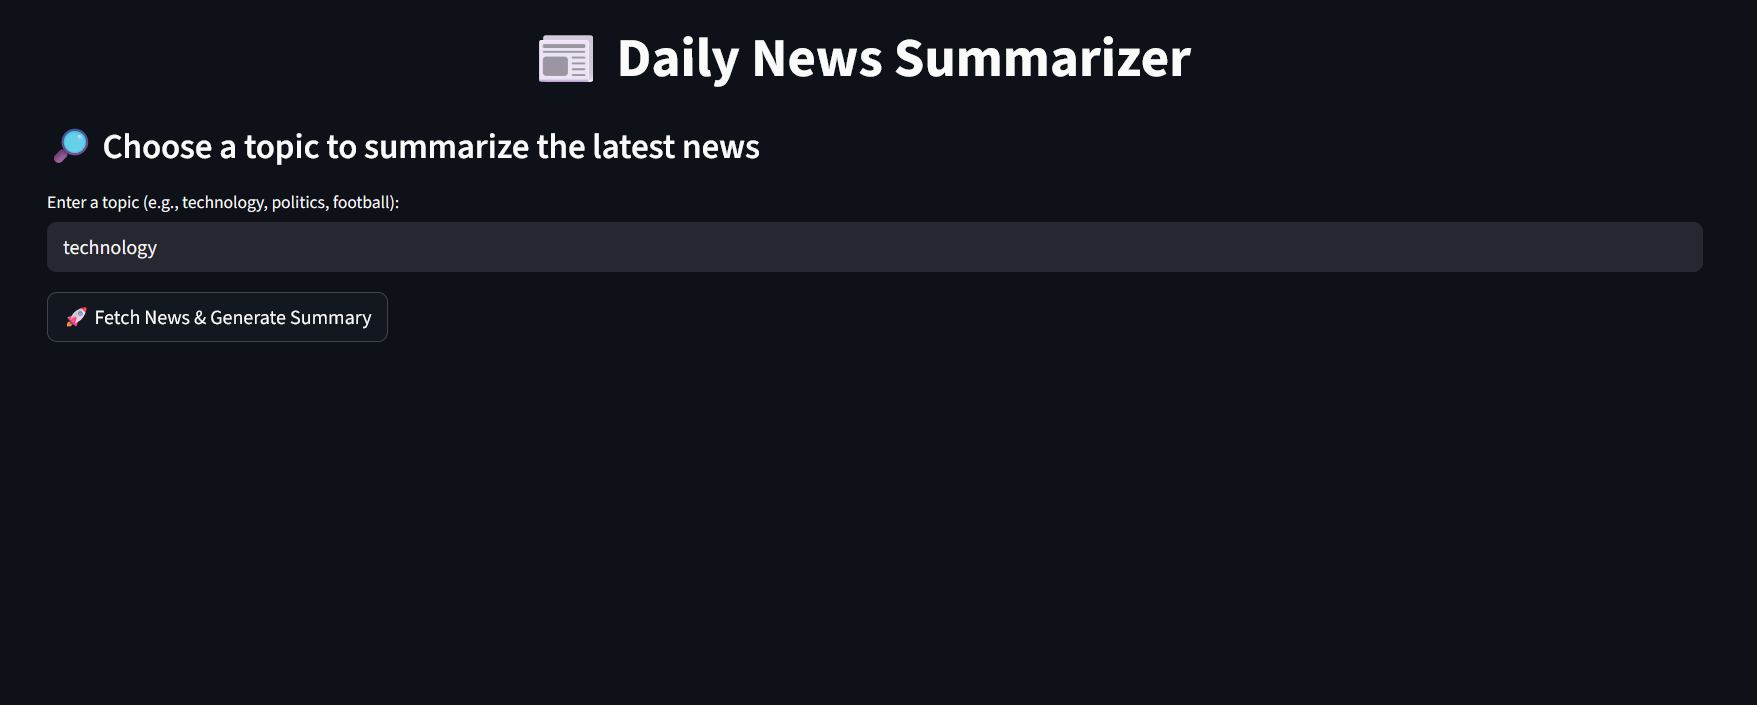 Daily News Summarizer
Choose a topic to summarize the latest news
Enter a topic (e.g., technology, politics, football):
technology
Fetch News & Generate Summary